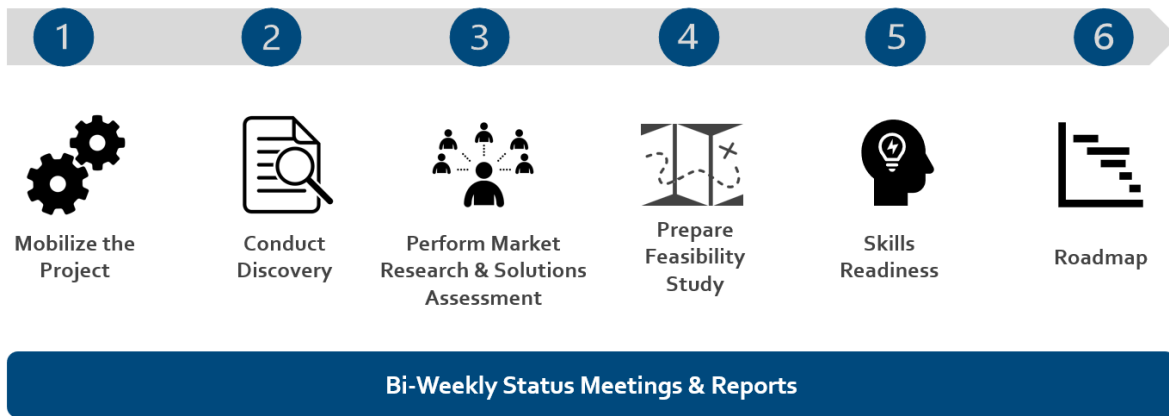 1
2
3
4
5
6
Mobilize the
Project
Conduct
Discovery
Perform Market
Research & Solutions
Assessment
Prepare
Feasibility
Study
Skills
Readiness
Roadmap
Bi-Weekly Status Meetings & Reports